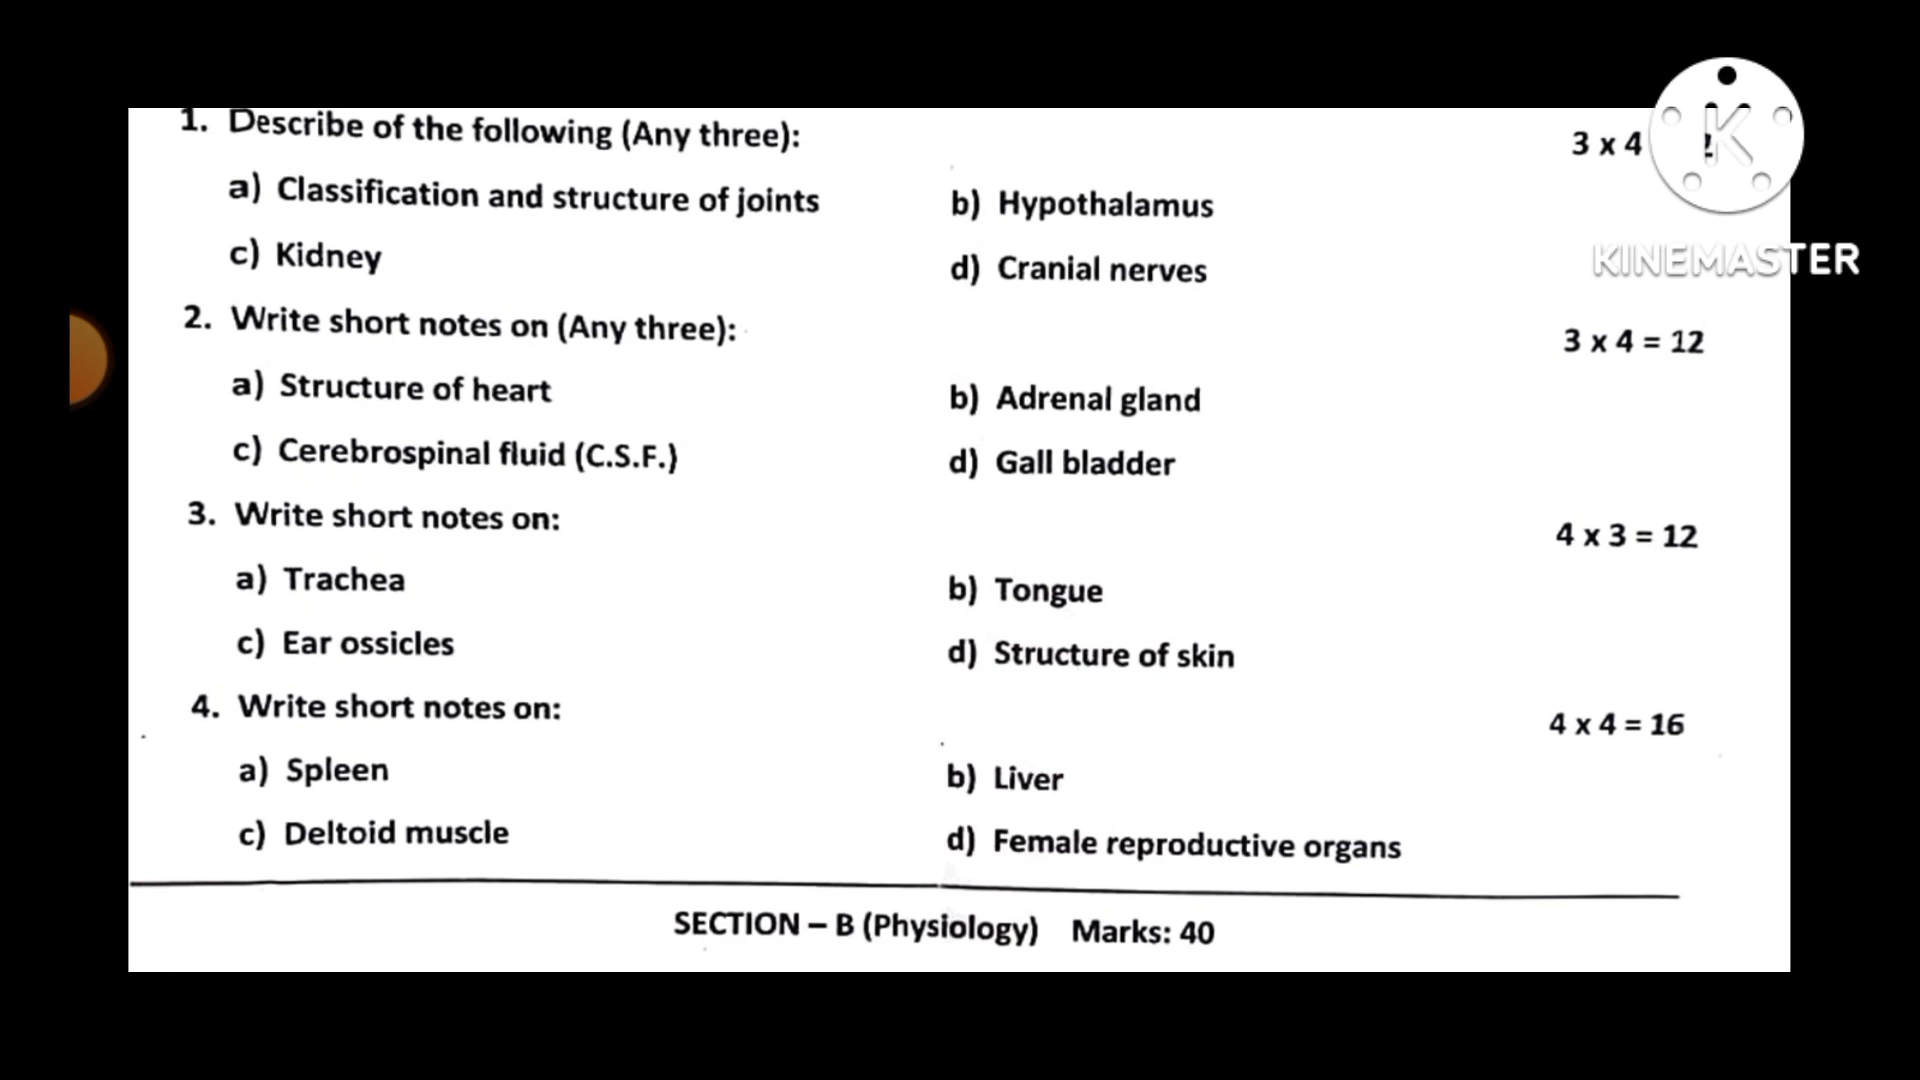 1. Describe of the following (Any three): 3 x 4
a) Classification and structure of joints b) Hypothalamus
c) Kidney d) Cranial nerves
KINEMASTER
2. Write short notes on (Any three): 3 x 4 = 12
a) Structure of heart b) Adrenal gland
c) Cerebrospinal fluid (C.S.F.) d) Gall bladder
3. Write short notes on: 4 x 3 = 12
a) Trachea b) Tongue
c) Ear ossicles d) Structure of skin
4. Write short notes on: 4 x 4 = 16
a) Spleen b) Liver
c) Deltoid muscle d) Female reproductive organs
SECTION – B (Physiology) Marks: 40